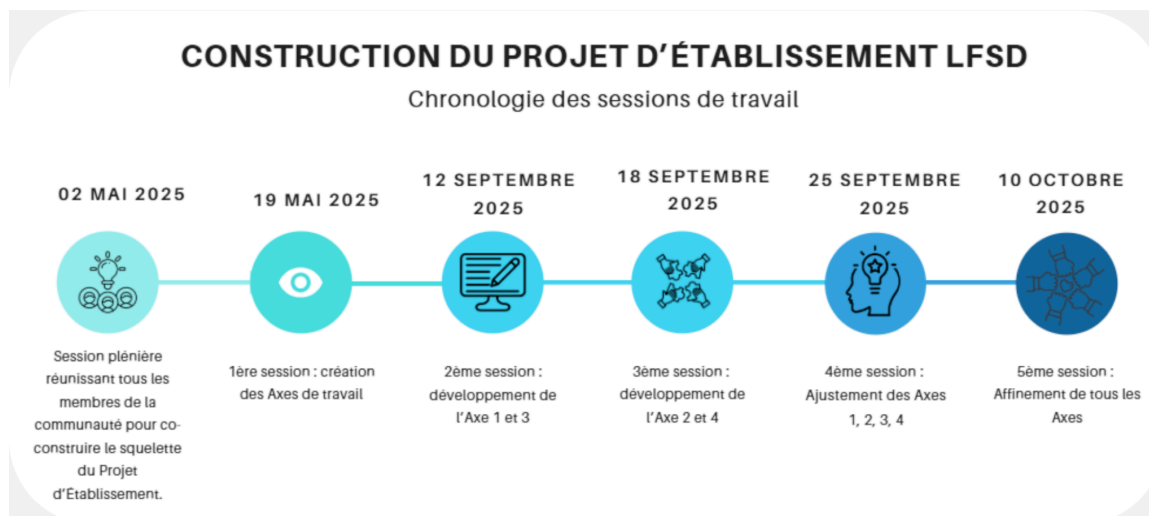 CONSTRUCTION DU PROJET D'ÉTABLISSEMENT LFSD
Chronologie des sessions de travail
02 MAI 2025
Session plénière
réunissant tous les
membres de la
communauté pour co-
construire le squelette
du Projet
d'Établissement.
19 MAI 2025
1ère session : création
des Axes de travail
12 SEPTEMBRE
2025
2ème session :
développement de
l'Axe 1 et 3
18 SEPTEMBRE
2025
3ème session :
développement de
l'Axe 2 et 4
25 SEPTEMBRE
2025
4ème session :
Ajustement des Axes
1, 2, 3, 4
10 OCTOBRE
2025
5ème session :
Affinement de tous les
Axes